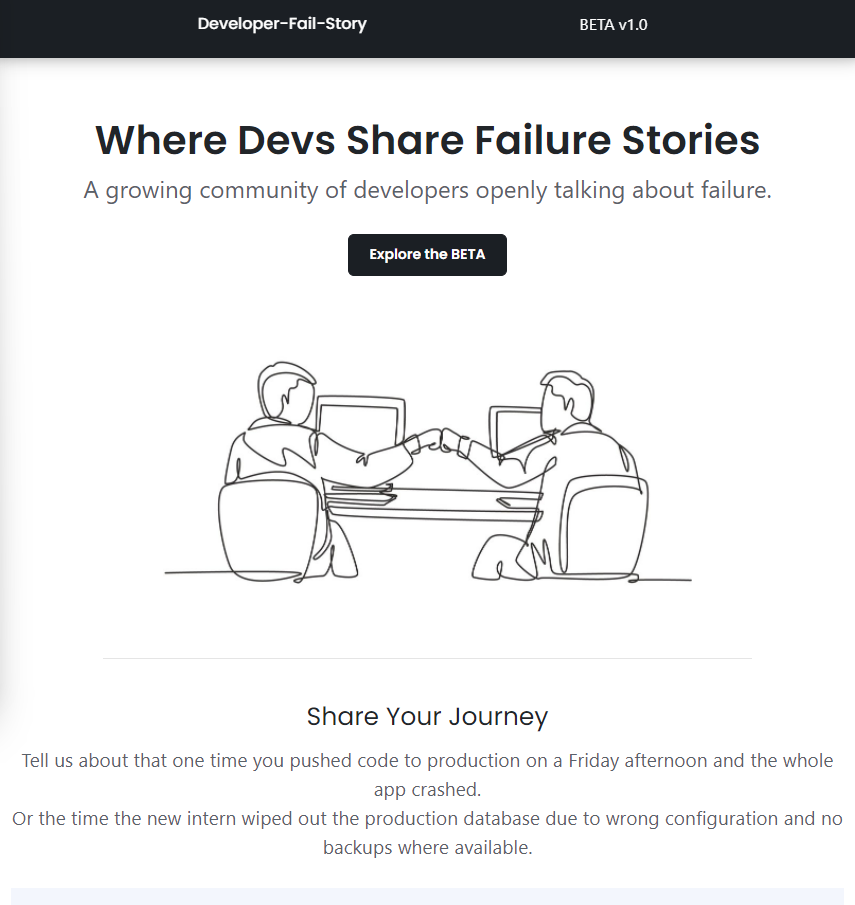 Developer-Fail-Story
BETA v1.0
Where Devs Share Failure Stories
A growing community of developers openly talking about failure.
Explore the BETA
Share Your Journey
Tell us about that one time you pushed code to production on a Friday afternoon and the whole
app crashed.
Or the time the new intern wiped out the production database due to wrong configuration and no
backups where available.